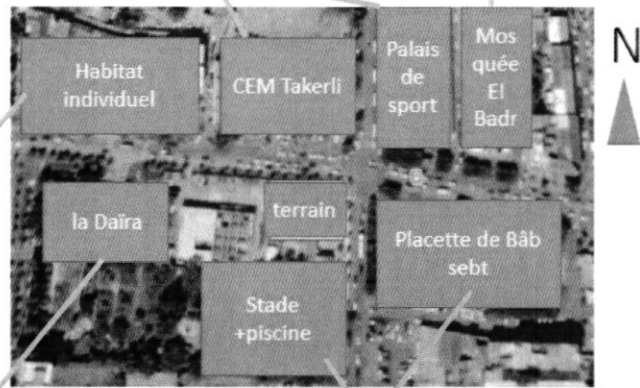 Habitat
individuel
CEM Takerli
Palais
de
sport
Mos
quée
El
Badr
N
la Daïra
terrain
Placette de Bâb
sebt
Stade
+piscine